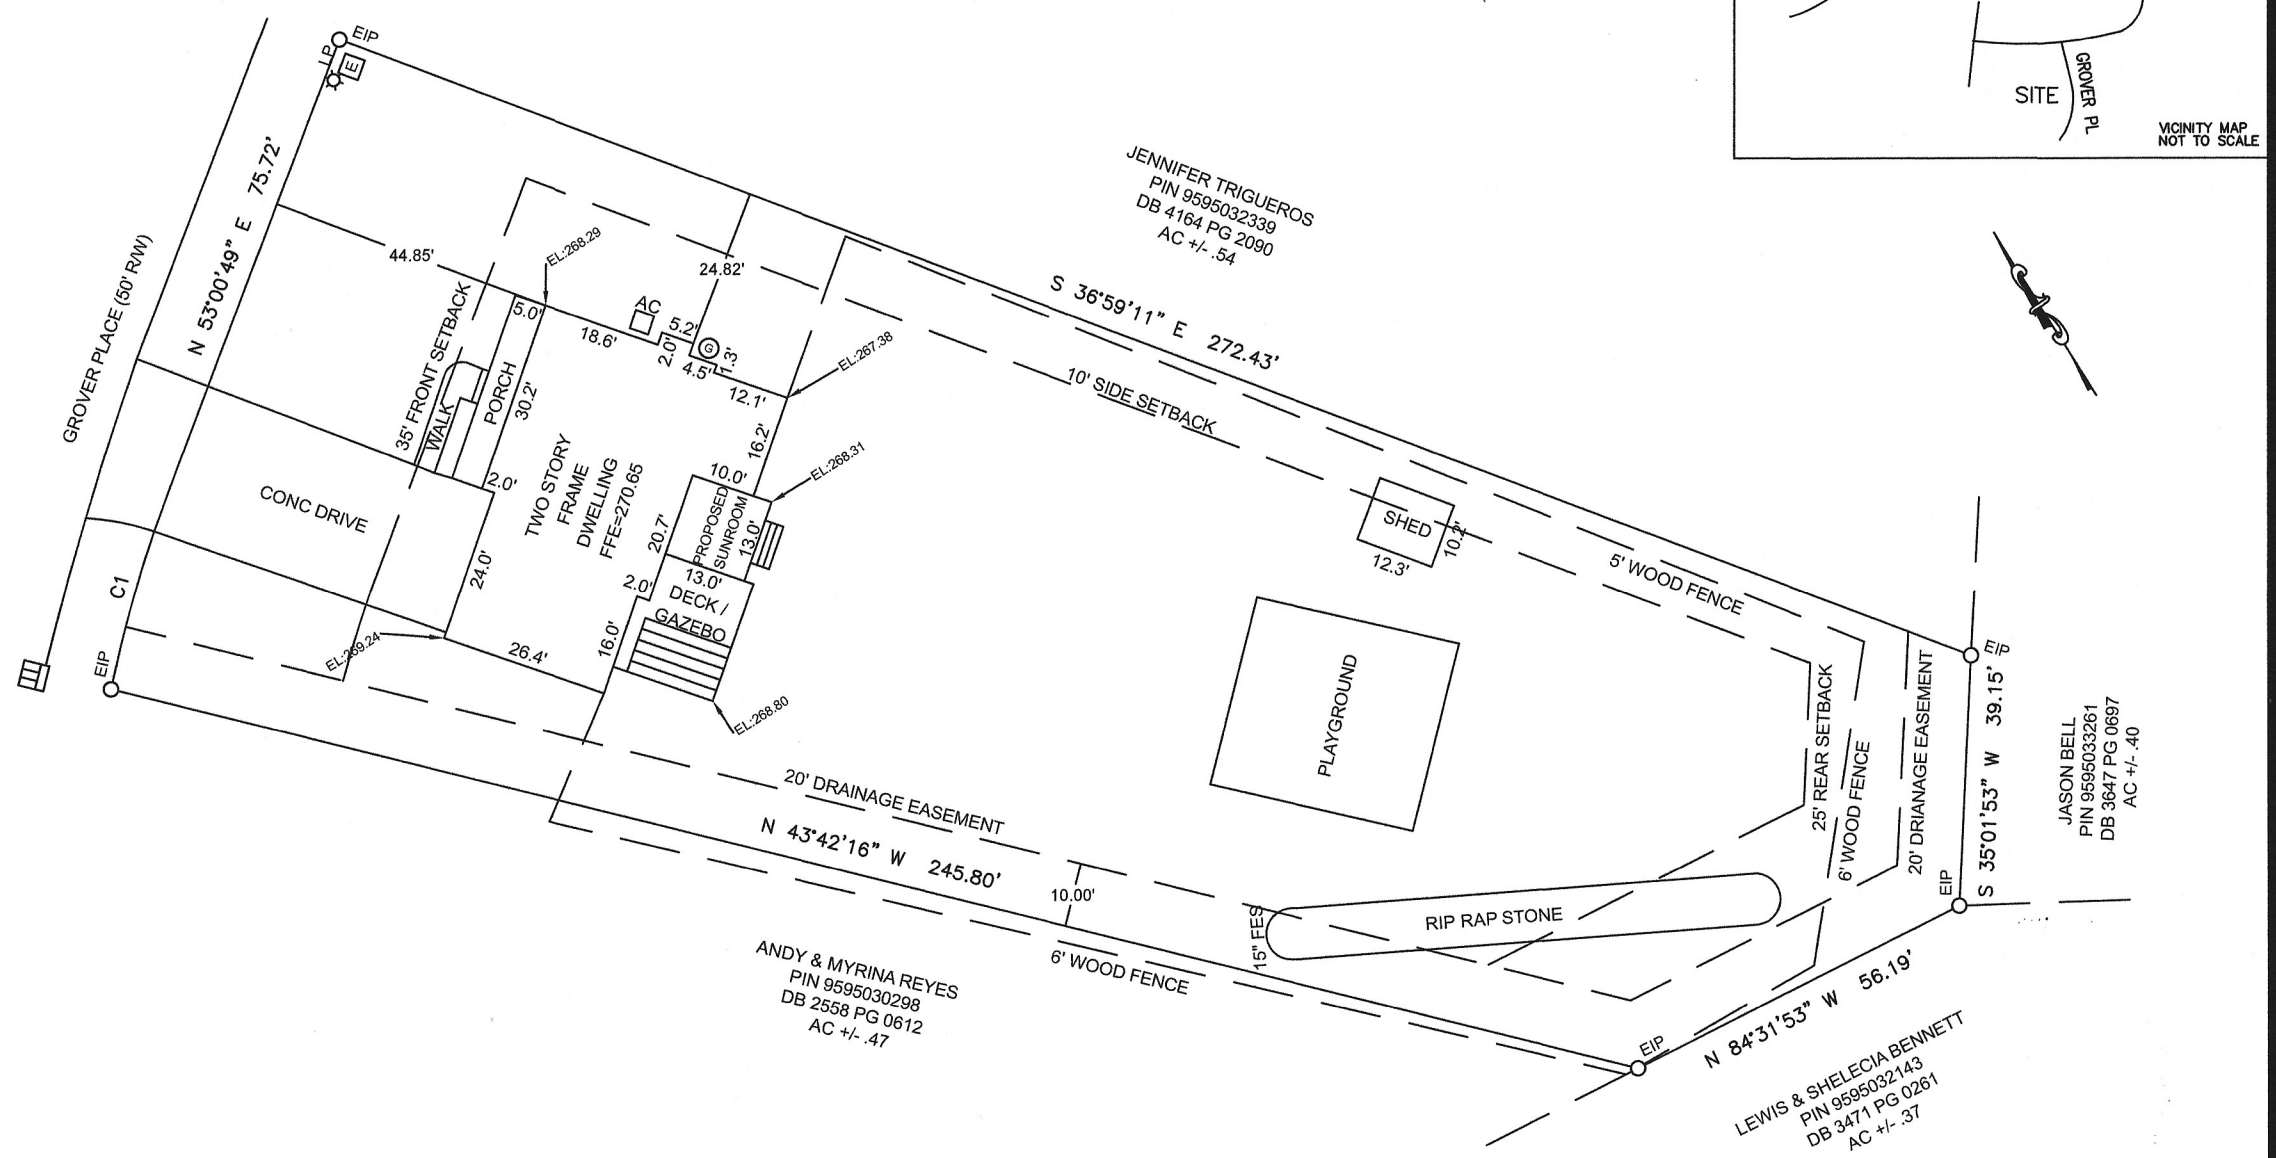 EIP
LP
E
N 53°00'49" E 75.72'
GROVER PLACE (50' R/W)
44.85'
35' FRONT SETBACK
WALK
PORCH
5.0'
EL:268.29
18.6'
AC
24.82'
5.2'
2.0'
G
4.5'
1.3'
12.1'
EL:267.38
30.2'
16.2'
2.0'
TWO STORY
FRAME
DWELLING
FFE=270.65
10.0'
EL:268.31
PROPOSED
SUNROOM
13.0'
20.7'
13.0'
DECK /
GAZEBO
2.0'
16.0'
24.0'
26.4'
EL:269.24
EL:268.80
CONC DRIVE
C1
EIP
JENNIFER TRIGUEROS
PIN 9595032339
DB 4164 PG 2090
AC +/- .54
S 36°59'11" E 272.43'
10' SIDE SETBACK
SHED
10.2'
12.3'
5' WOOD FENCE
PLAYGROUND
SITE
GROVER PL
VICINITY MAP
NOT TO SCALE
EIP
25' REAR SETBACK
6' WOOD FENCE
20' DRIANAGE EASEMENT
S 35°01'53" W 39.15'
JASON BELL
PIN 9595033261
DB 3647 PG 0697
AC +/- .40
EIP
20' DRAINAGE EASEMENT
N 43°42'16" W 245.80'
10.00'
15" FES
RIP RAP STONE
6' WOOD FENCE
ANDY & MYRINA REYES
PIN 9595030298
DB 2558 PG 0612
AC +/- .47
EIP
N 84°31'53" W 56.19'
LEWIS & SHELECIA BENNETT
PIN 9595032143
DB 3471 PG 0261
AC +/- .37